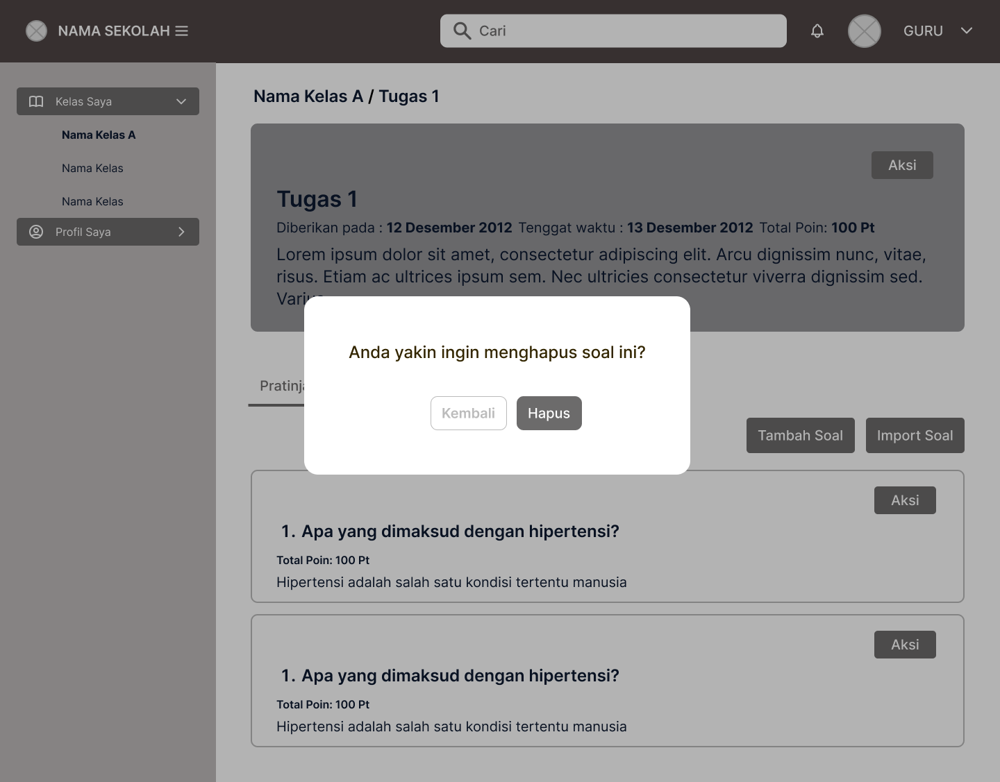 NAMA SEKOLAH
Cari
GURU
Kelas Saya
Nama Kelas A
Nama Kelas
Nama Kelas
Profil Saya
Nama Kelas A / Tugas 1
Aksi
Tugas 1
Diberikan pada : 12 Desember 2012 Tenggat waktu : 13 Desember 2012 Total Poin: 100 Pt
Lorem ipsum dolor sit amet, consectetur adipiscing elit. Arcu dignissim nunc, vitae,
risus. Etiam ac ultrices ipsum sem. Nec ultricies consectetur viverra dignissim sed.
Anda yakin ingin menghapus soal ini?
Kembali
Hapus
Tambah Soal
Import Soal
Aksi
1. Apa yang dimaksud dengan hipertensi?
Total Poin: 100 Pt
Hipertensi adalah salah satu kondisi tertentu manusia
Aksi
1. Apa yang dimaksud dengan hipertensi?
Total Poin: 100 Pt
Hipertensi adalah salah satu kondisi tertentu manusia